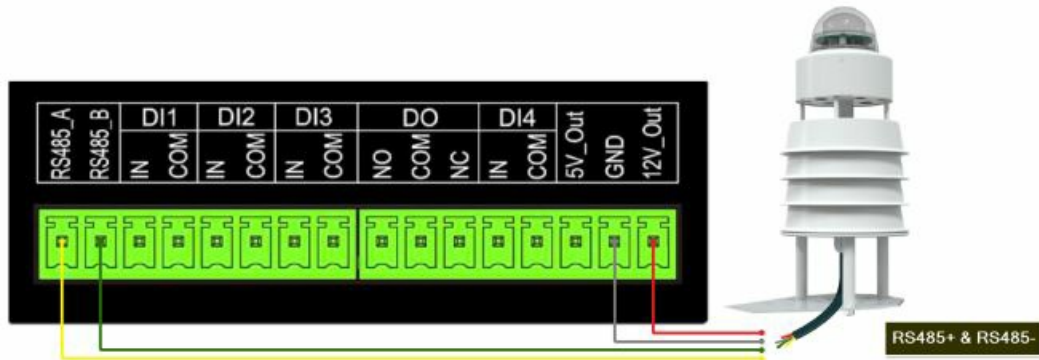 RS485_A RS485_B DI1 DI2 DI3 DO DI4 5V_Out GND 12V_Out
IN COM IN COM IN COM NO COM NC IN COM
RS485+ & RS485-